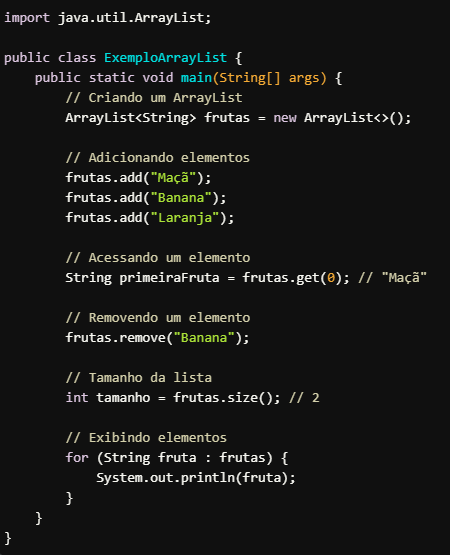 import java.util.ArrayList;
public class ExemploArrayList {
public static void main(String[] args) {
// Criando um ArrayList
ArrayList<String> frutas = new ArrayList<>();
// Adicionando elementos
frutas.add("Maçã");
frutas.add("Banana");
frutas.add("Laranja");
// Acessando um elemento
String primeiraFruta = frutas.get(0); // "Maçã"
// Removendo um elemento
frutas.remove("Banana");
// Tamanho da lista
int tamanho = frutas.size(); // 2
// Exibindo elementos
for (String fruta : frutas) {
System.out.println(fruta);
}
}
}